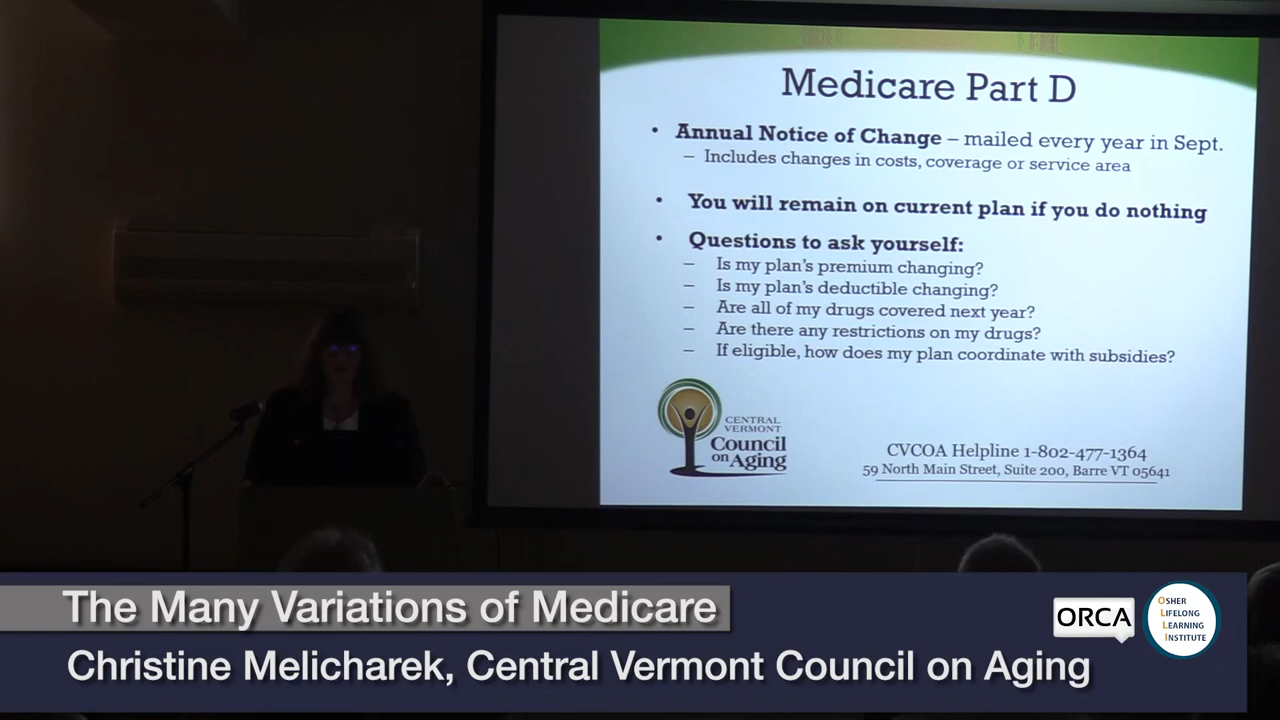 Medicare Part D
• Annual Notice of Change – mailed every year in Sept.
– Includes changes in costs, coverage or service area
• You will remain on current plan if you do nothing
• Questions to ask yourself:
– Is my plan's premium changing?
– Is my plan's deductible changing?
– Are all of my drugs covered next year?
– Are there any restrictions on my drugs?
– If eligible, how does my plan coordinate with subsidies?
CENTRAL
VERMONT
Council
on Aging
CVCOA Helpline 1-802-477-1364
59 North Main Street, Suite 200, Barre VT 05641
The Many Variations of Medicare
Christine Melicharek, Central Vermont Council on Aging
ORCA
OSHER
LIFELONG
LEARNING
INSTITUTE